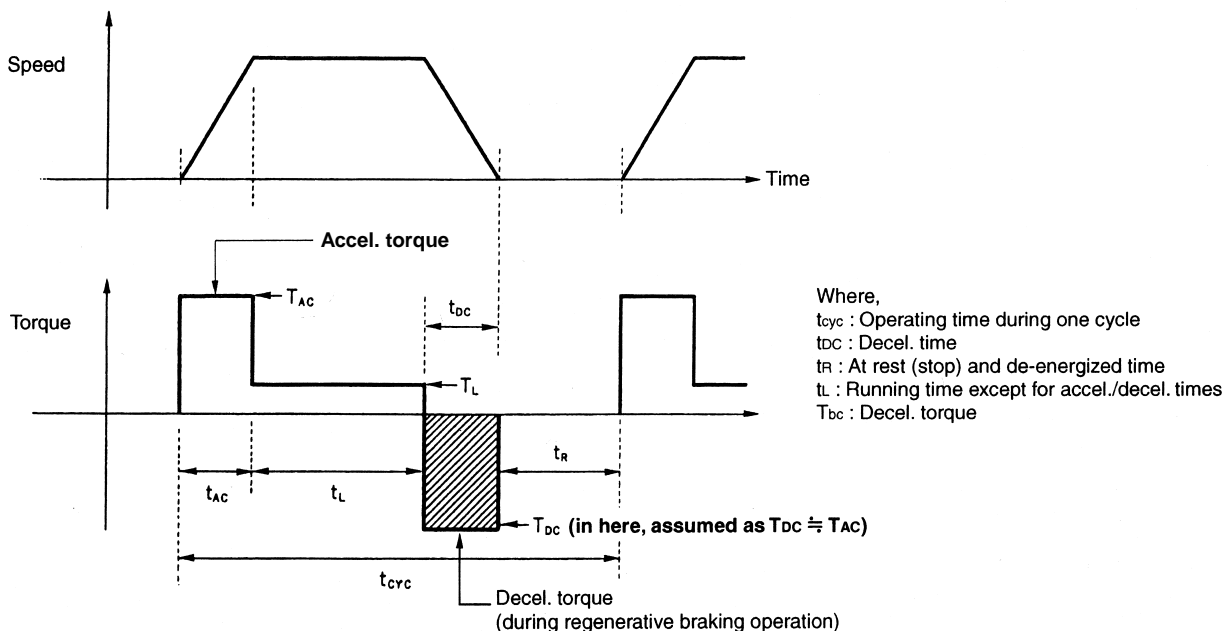 Speed
Time
Accel. torque
TAC
tDC
Torque
TL
Where,
tcyc : Operating time during one cycle
tDC : Decel. time
tR : At rest (stop) and de-energized time
tL : Running time except for accel./decel. times
Tbc : Decel. torque
tR
tAC
tL
TDC (in here, assumed as TDC ≒ TAC)
tCYC
Decel. torque
(during regenerative braking operation)